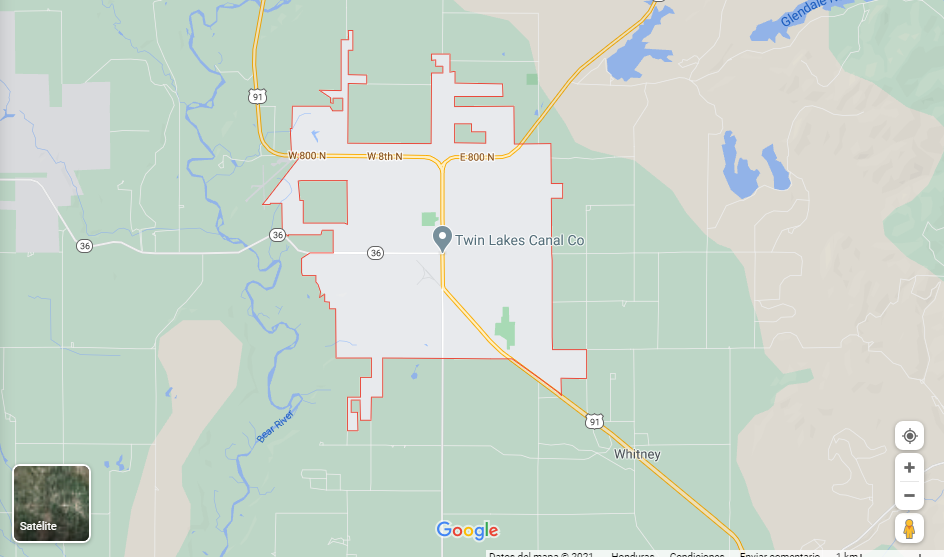 Glendale
91
W 800 N
W 8th N
E 800 N
36
36
36
Twin Lakes Canal Co
Bear River
91
Whitney
Satélite
Google
Datos del mapa © 2021
Honduras
Condiciones
Enviar comentario
1 km